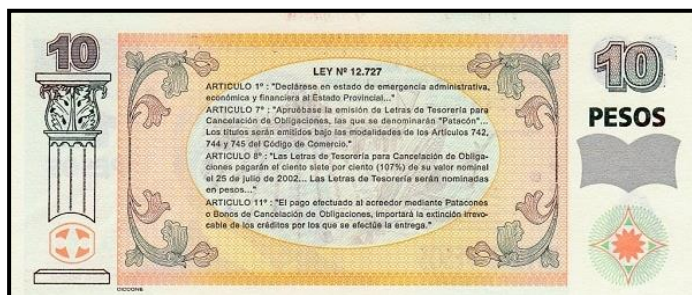 10
LEY Nº 12.727
10
PESOS
ARTICULO 1º : "Declárese en estado de emergencia administrativa,
económica y financiera al Estado Provincial..."
ARTICULO 7º : "Apruébase la emisión de Letras de Tesorería para
Cancelación de Obligaciones, las que se denominarán "Patacón"...
Los títulos serán emitidos bajo las modalidades de los Artículos 742,
744 y 745 del Código de Comercio."
ARTICULO 8º : "Las Letras de Tesorería para Cancelación de Obliga-
ciones pagarán el ciento siete por ciento (107%) de su valor nominal
el 25 de julio de 2002... Las Letras de Tesorería serán nominadas
en pesos..."
ARTICULO 11º : "El pago efectuado al acreedor mediante Patacones
o Bonos de Cancelación de Obligaciones, importará la extinción irrevo-
cable de los créditos por los que se efectúe la entrega."
CICCONE